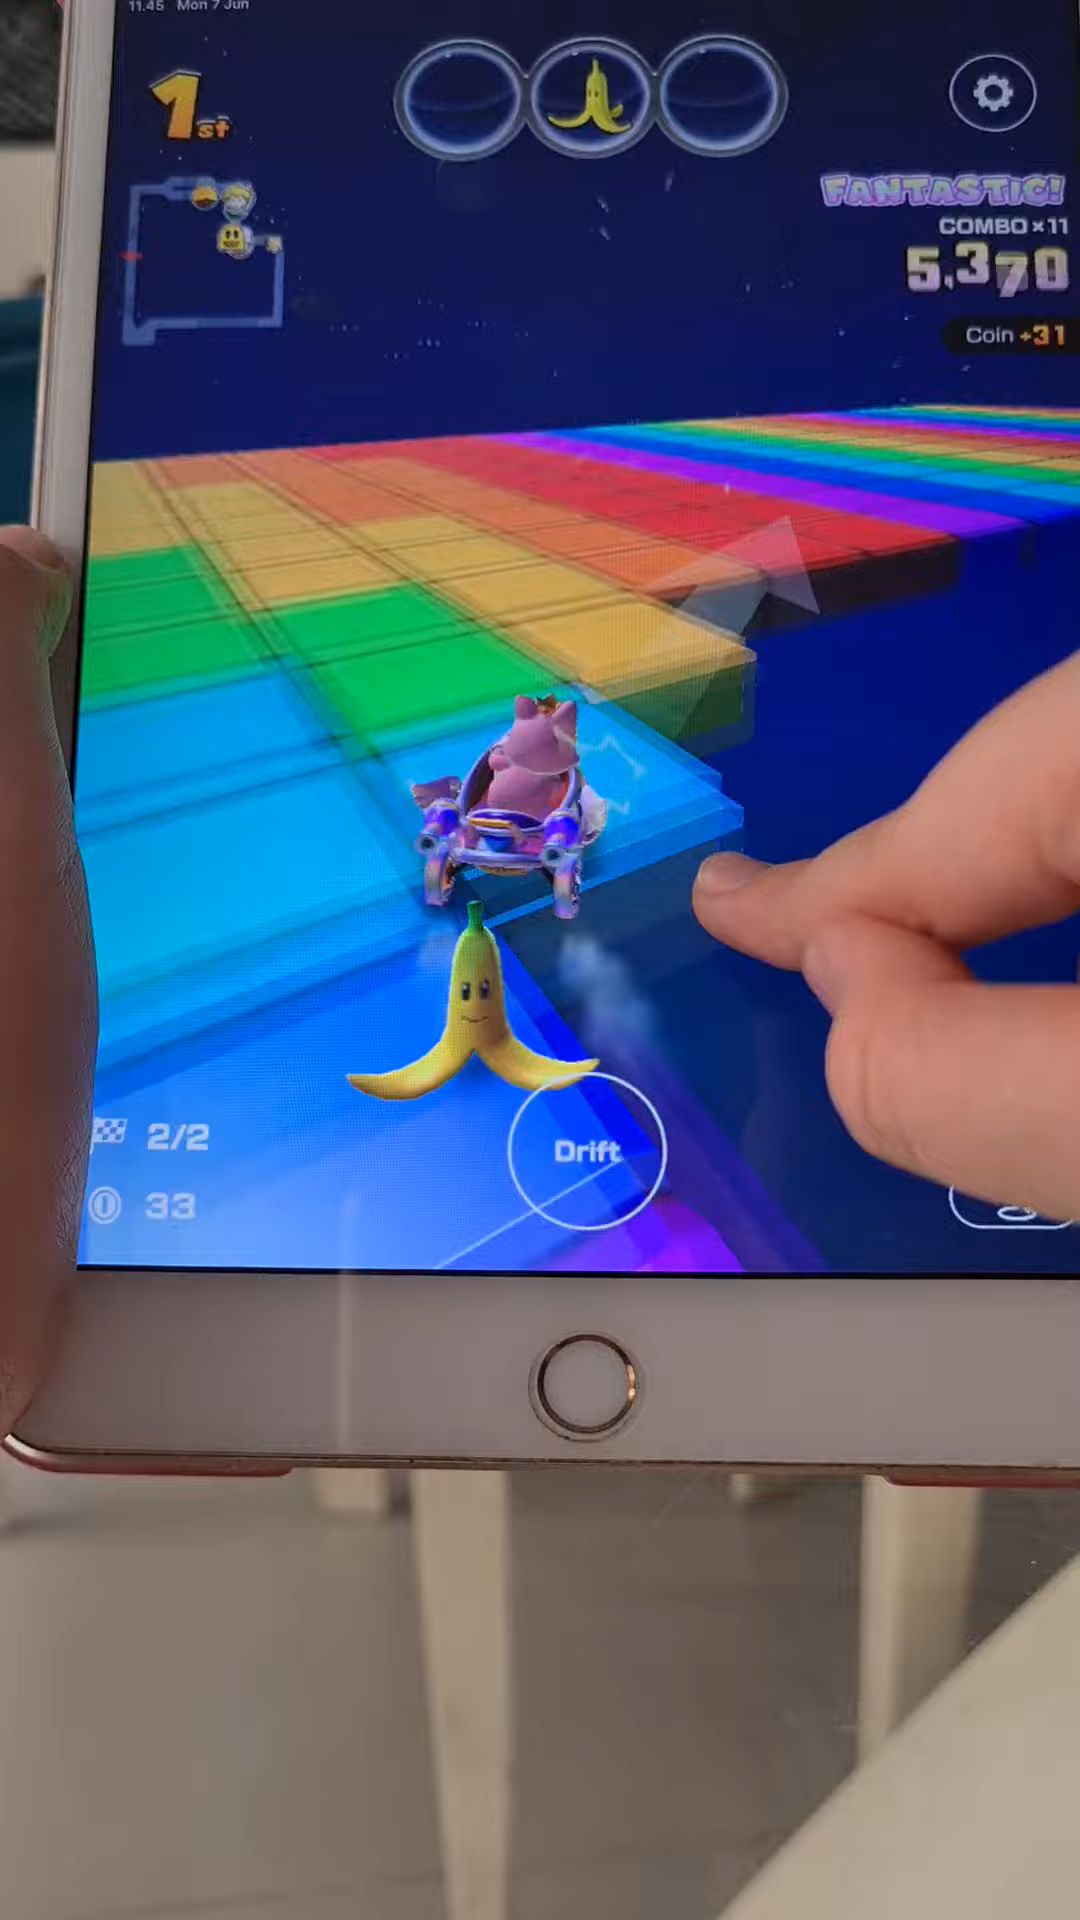 11.45 Mon 7 Jun
1st
FANTASTIC!
COMBO×11
5,370
Coin +31
2/2
33
Drift